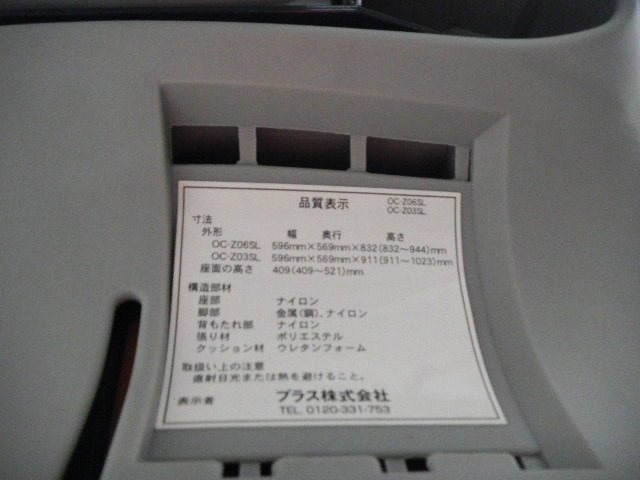 品質表示 OC-Z06SL
OC-Z03SL
寸法
外形 幅 奥行 高さ
OC-Z06SL 596mm×569mm×832(832〜944)mm
OC-Z03SL 596mm×569mm×911(911〜1023)mm
座面の高さ 409(409〜521)mm
構造部材
座部 ナイロン
脚部 金属(鋼)、ナイロン
背もたれ部 ナイロン
張り材 ポリエステル
クッション材 ウレタンフォーム
取扱い上の注意
直射日光または熱を避けること。
表示者 プラス株式会社
TEL. 0120-331-753